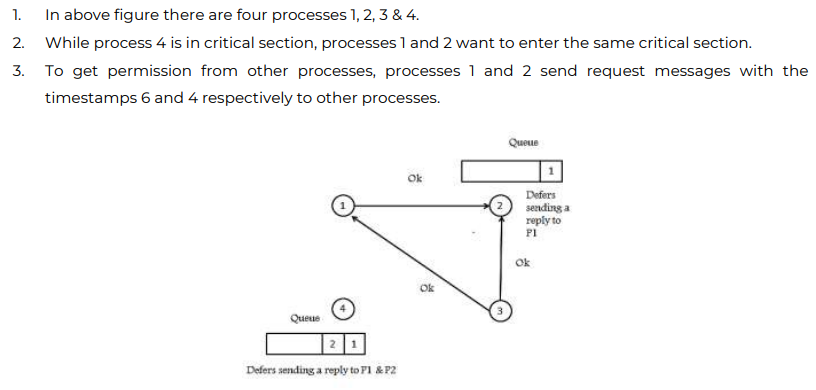 1. In above figure there are four processes 1, 2, 3 & 4.
2. While process 4 is in critical section, processes 1 and 2 want to enter the same critical section.
3. To get permission from other processes, processes 1 and 2 send request messages with the
timestamps 6 and 4 respectively to other processes.
Queue
1
Ok
1
2
Defers
sending a
reply to
P1
Ok
Ok
4
3
Queue
2 1
Defers sending a reply to P1 & P2